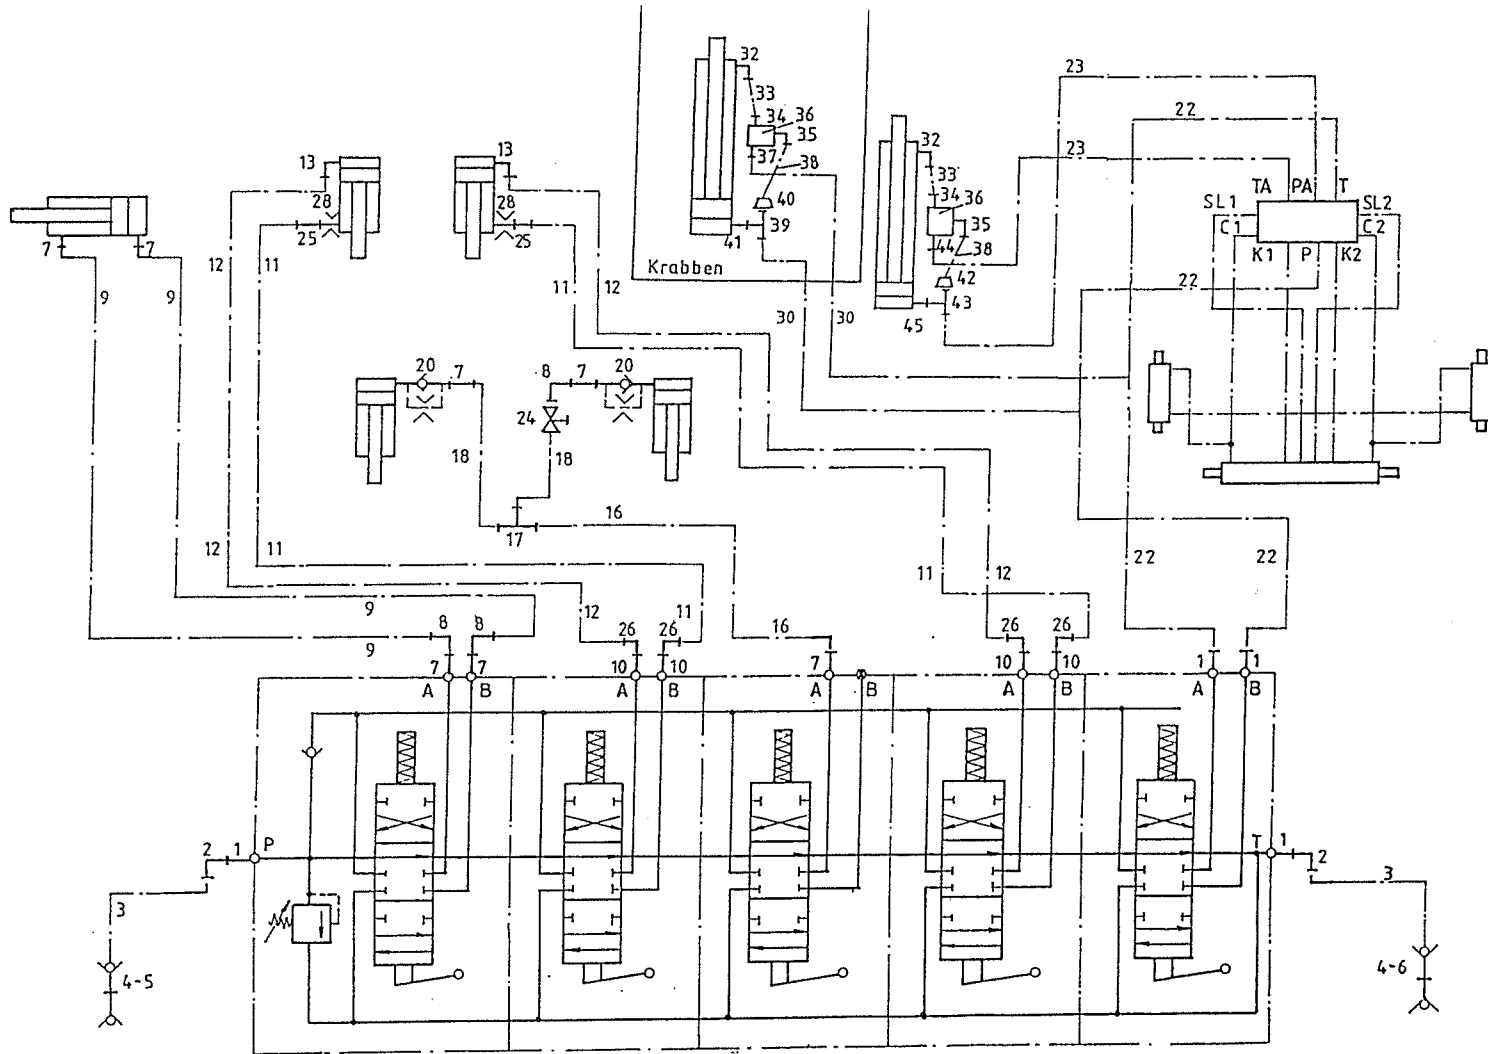 32
23
33
34 36
35
22
37 38
32 23
13 13
33
40 34 36
TA PA T
28 28
39 35 SL1 SL2
C1 C2
7 7 25 25 41 44 38
12 11 Krabben 42 K1 P K2
9 9 11 12 43 22
30 30 45
20 8 7 20
7
24
18 18
16
17
12 11 22 22
11 12
9 12 11
8 8 26 26 16 26 26
9
7 7 10 10 7 10 10 1 1
A B A B A B A B A B
2 1 P T 1 2
3 3
4-5 4-6